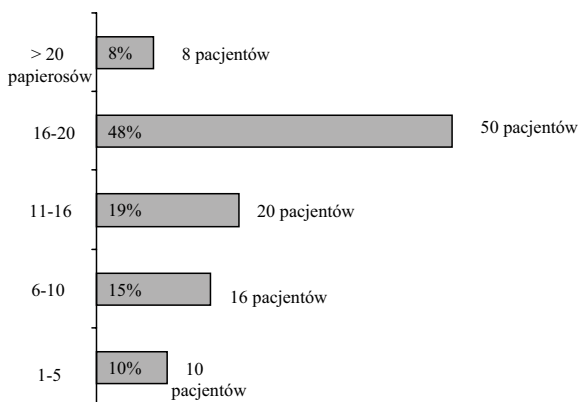 > 20
papierosów
8%
8 pacjentów
16-20
48%
50 pacjentów
11-16
19%
20 pacjentów
6-10
15%
16 pacjentów
1-5
10%
10
pacjentów